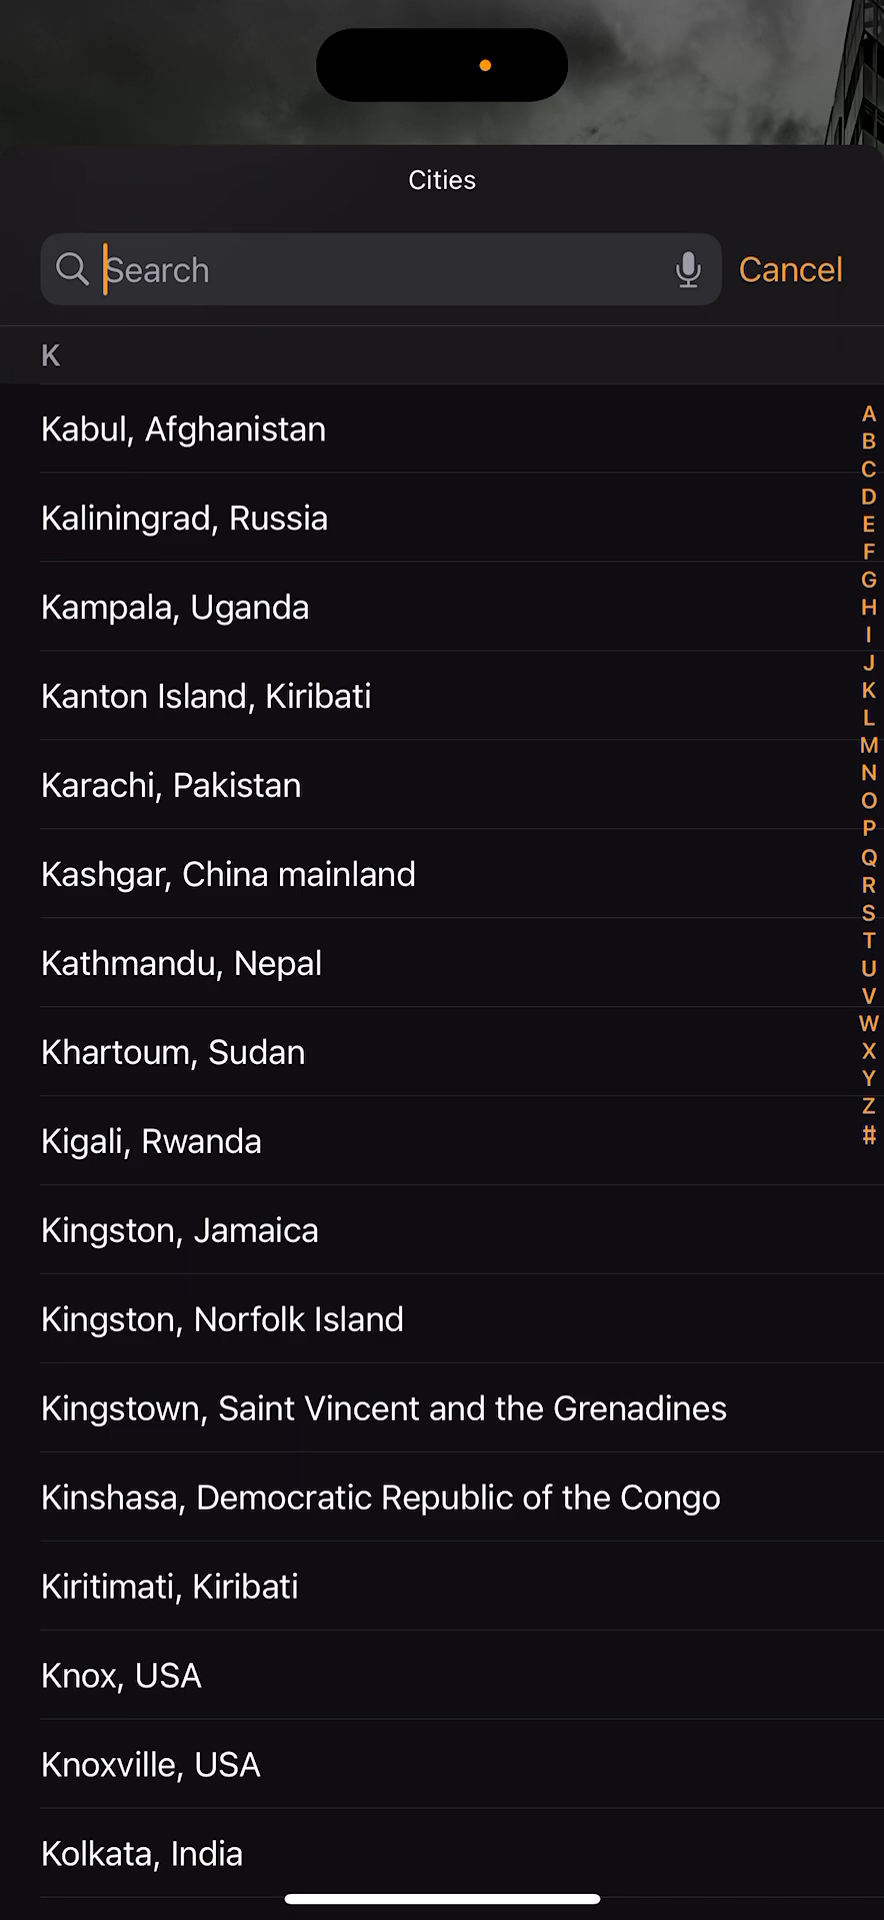 Cities
Search
Cancel
K
Kabul, Afghanistan
Kaliningrad, Russia
Kampala, Uganda
Kanton Island, Kiribati
Karachi, Pakistan
Kashgar, China mainland
Kathmandu, Nepal
Khartoum, Sudan
Kigali, Rwanda
Kingston, Jamaica
Kingston, Norfolk Island
Kingstown, Saint Vincent and the Grenadines
Kinshasa, Democratic Republic of the Congo
Kiritimati, Kiribati
Knox, USA
Knoxville, USA
Kolkata, India
A
B
C
D
E
F
G
H
I
J
K
L
M
N
O
P
Q
R
S
T
U
V
W
X
Y
Z
#